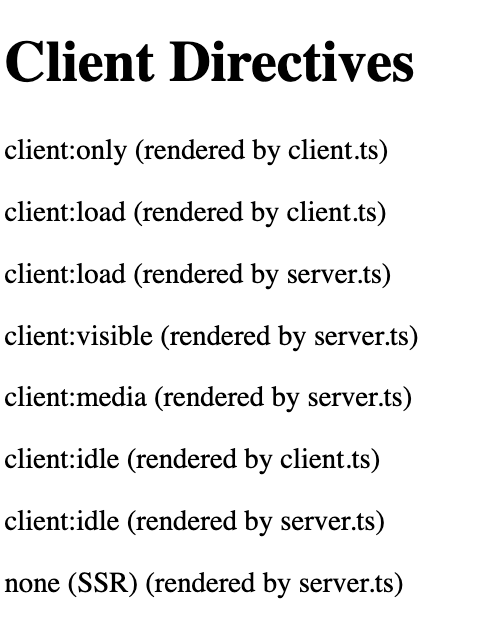 Client Directives
client:only (rendered by client.ts)
client:load (rendered by client.ts)
client:load (rendered by server.ts)
client:visible (rendered by server.ts)
client:media (rendered by server.ts)
client:idle (rendered by client.ts)
client:idle (rendered by server.ts)
none (SSR) (rendered by server.ts)